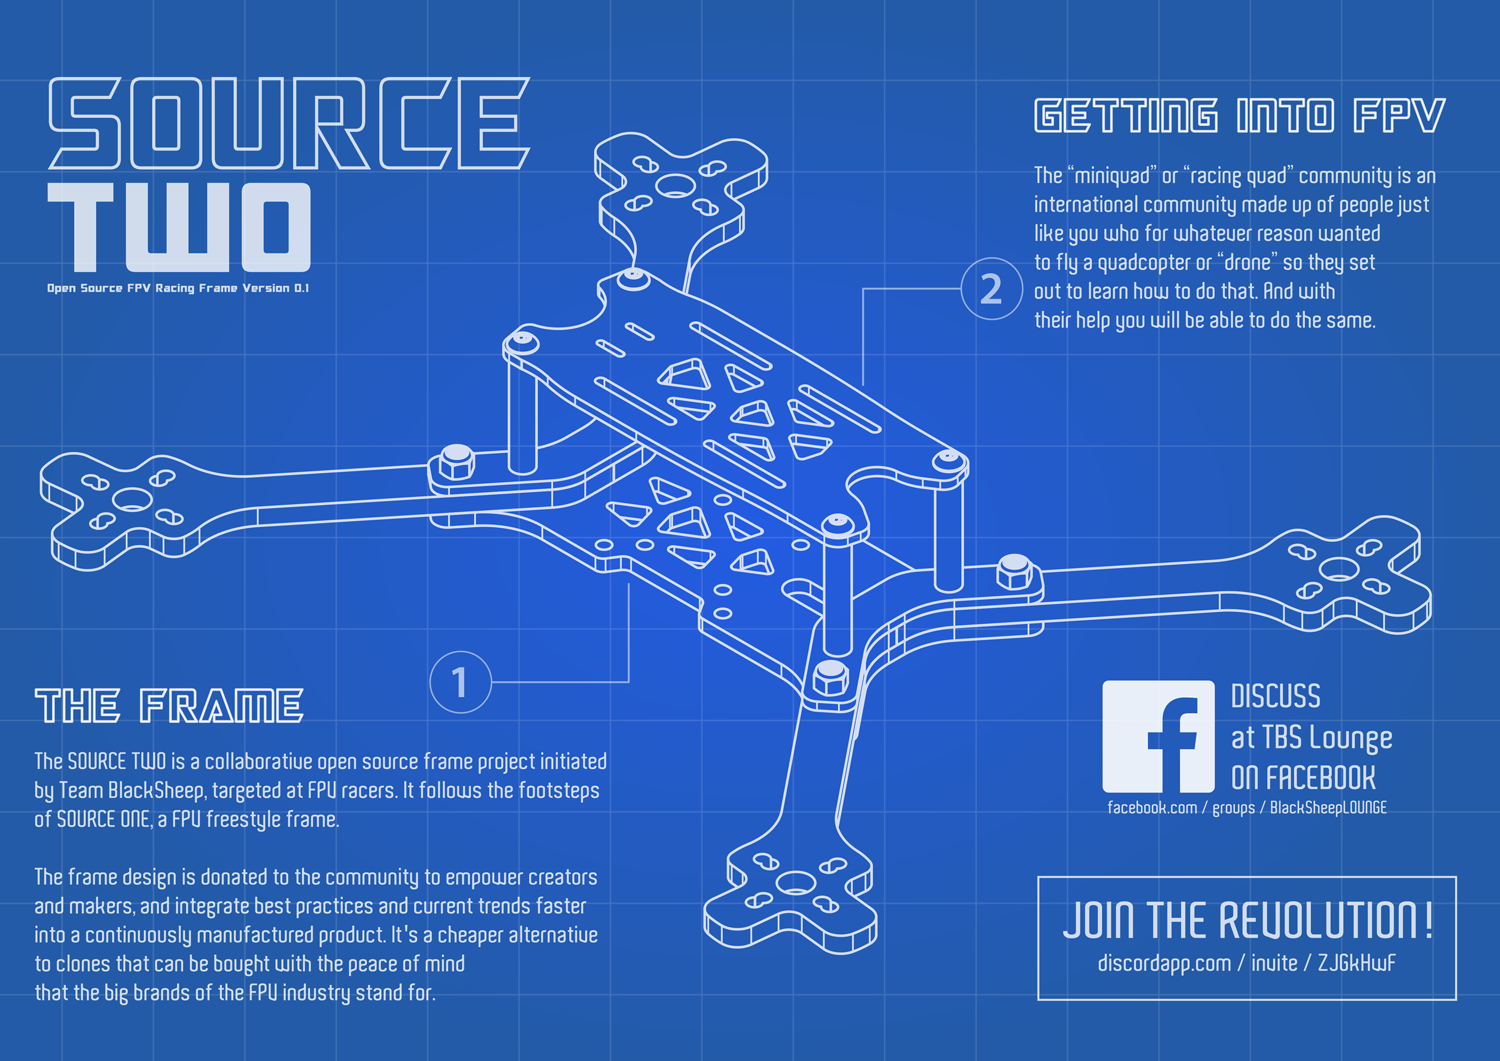 SOURCE
TWO
Open Source FPV Racing Frame Version 0.1
GETTING INTO FPV
The “miniquad” or “racing quad” community is an
international community made up of people just
like you who for whatever reason wanted
to fly a quadcopter or “drone” so they set
out to learn how to do that. And with
their help you will be able to do the same.
2
1
THE FRAME
The SOURCE TWO is a collaborative open source frame project initiated
by Team BlackSheep, targeted at FPV racers. It follows the footsteps
of SOURCE ONE, a FPV freestyle frame.
The frame design is donated to the community to empower creators
and makers, and integrate best practices and current trends faster
into a continuously manufactured product. It's a cheaper alternative
to clones that can be bought with the peace of mind
that the big brands of the FPV industry stand for.
f
DISCUSS
at TBS Lounge
ON FACEBOOK
facebook.com / groups / BlackSheepLOUNGE
JOIN THE REVOLUTION!
discordapp.com / invite / ZJGkHwF